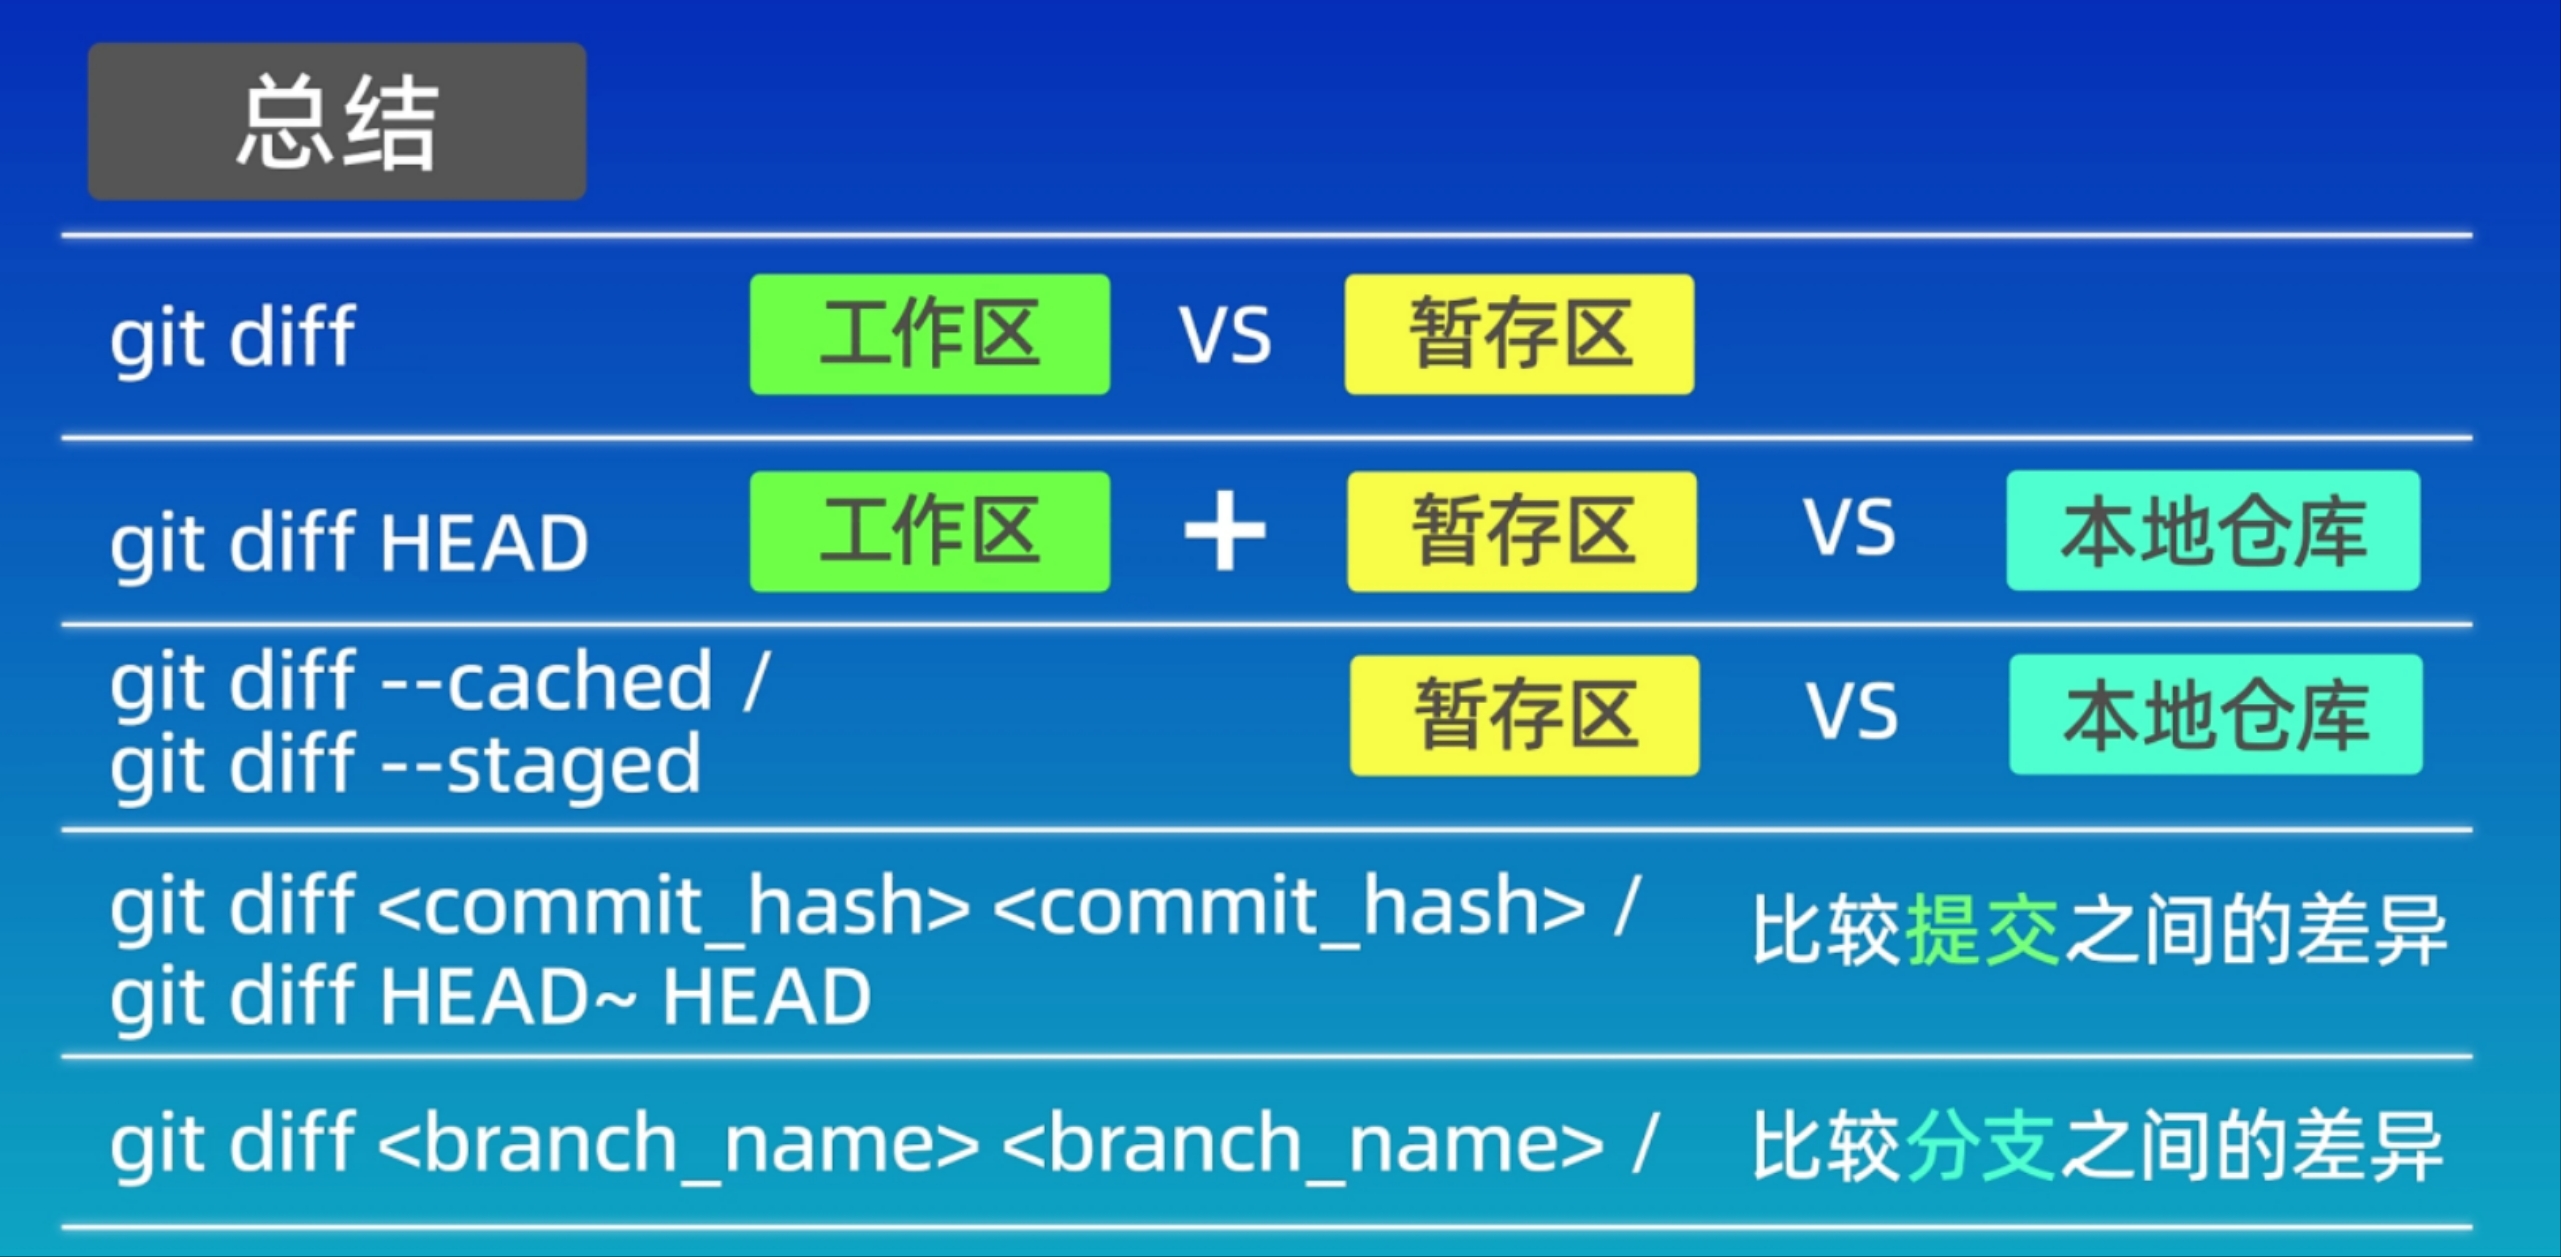 总结
git diff 工作区 VS 暂存区
git diff HEAD 工作区 + 暂存区 VS 本地仓库
git diff --cached /
git diff --staged
暂存区 VS 本地仓库
git diff <commit_hash> <commit_hash> /
git diff HEAD~ HEAD
比较提交之间的差异
git diff <branch_name> <branch_name> / 比较分支之间的差异